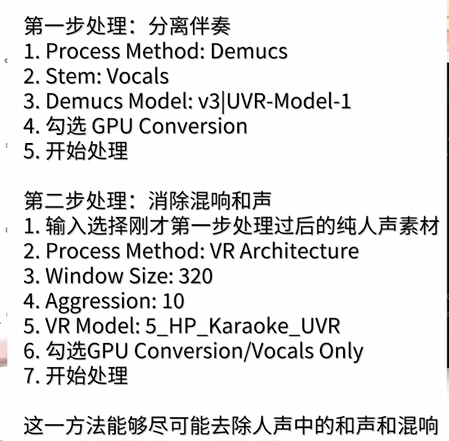 第一步处理：分离伴奏
1. Process Method: Demucs
2. Stem: Vocals
3. Demucs Model: v3|UVR-Model-1
4. 勾选 GPU Conversion
5. 开始处理
第二步处理：消除混响和声
1. 输入选择刚才第一步处理过后的纯人声素材
2. Process Method: VR Architecture
3. Window Size: 320
4. Aggression: 10
5. VR Model: 5_HP_Karaoke_UVR
6. 勾选GPU Conversion/Vocals Only
7. 开始处理
这一方法能够尽可能去除人声中的和声和混响